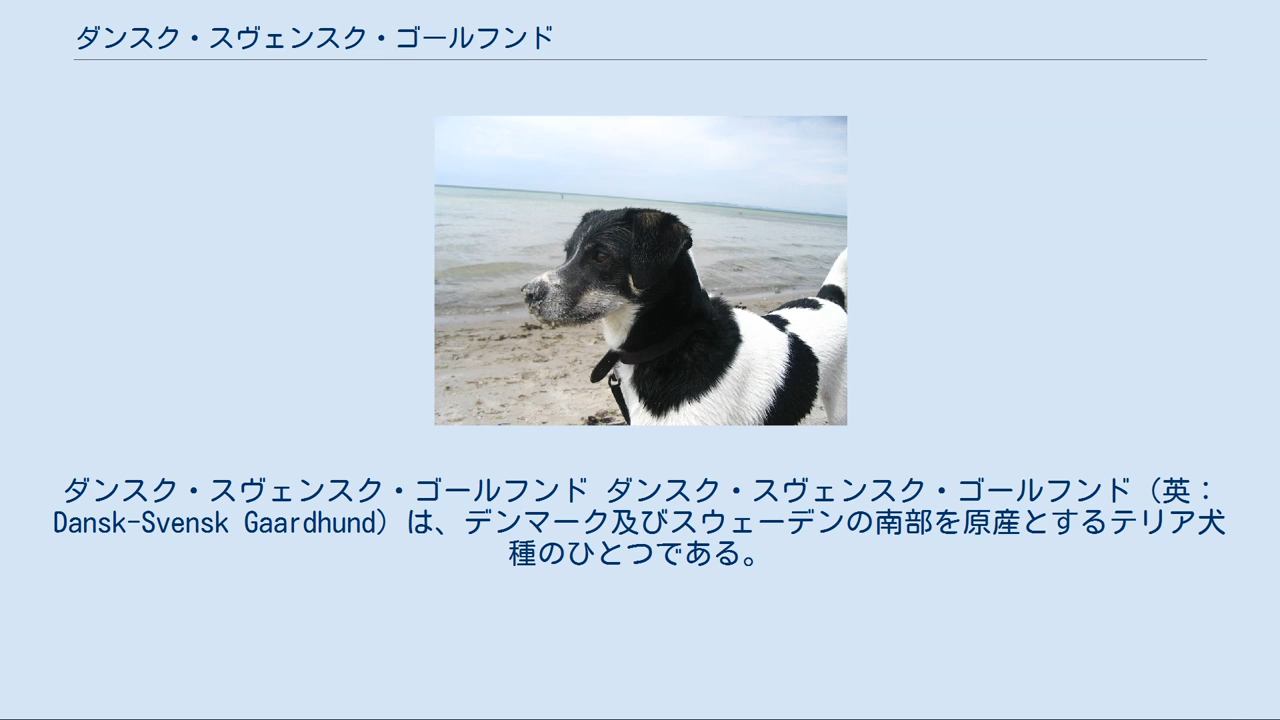 ダンスク・スヴェンスク・ゴールフンド
ダンスク・スヴェンスク・ゴールフンド ダンスク・スヴェンスク・ゴールフンド（英：
Dansk-Svensk Gaardhund）は、デンマーク及びスウェーデンの南部を原産とするテリア犬
種のひとつである。